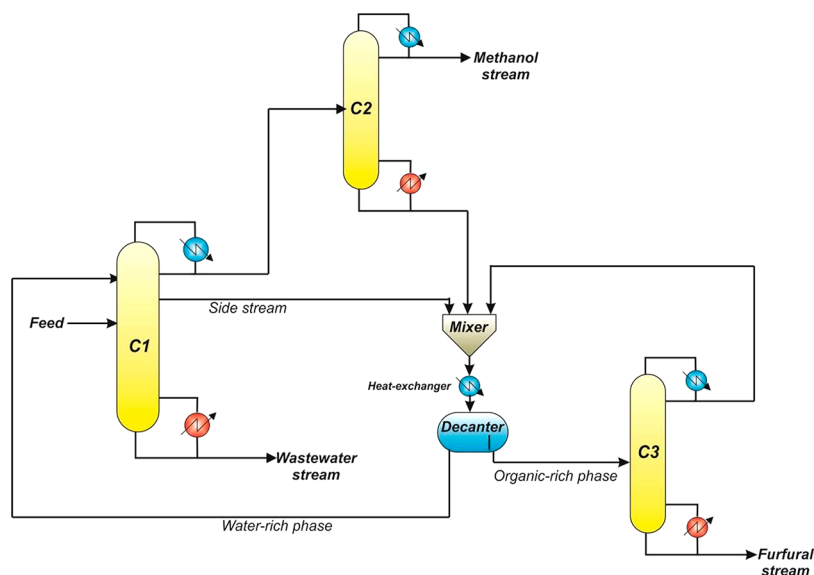 Methanol
stream
C2
Side stream
Feed
C1
Mixer
Heat-exchanger
Decanter
Wastewater
stream
Organic-rich phase
C3
Water-rich phase
Furfural
stream